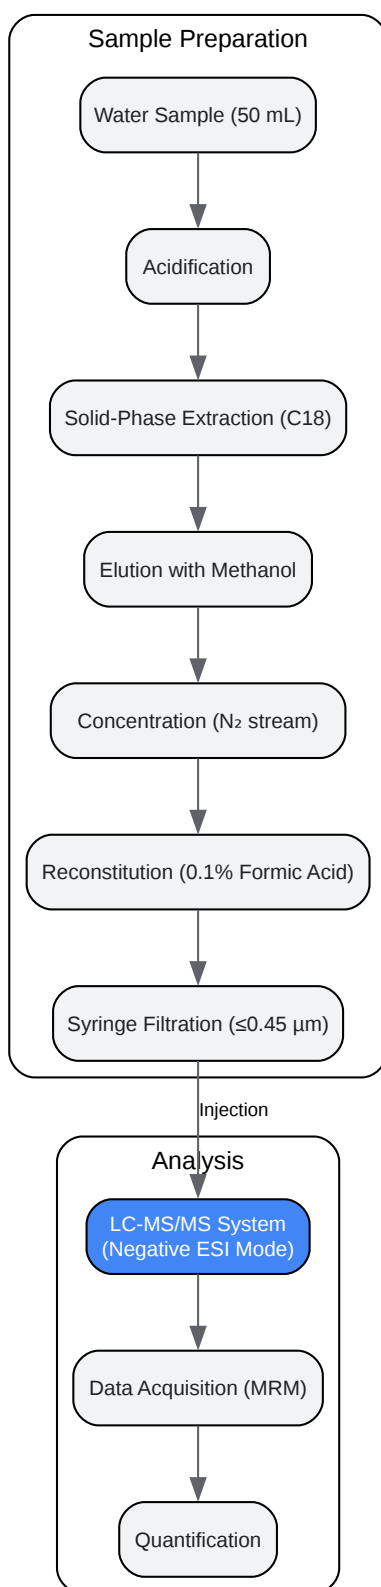 Sample Preparation
Water Sample (50 mL)
Acidification
Solid-Phase Extraction (C18)
Elution with Methanol
Concentration (N₂ stream)
Reconstitution (0.1% Formic Acid)
Syringe Filtration (≤0.45 µm)
Injection
Analysis
LC-MS/MS System
(Negative ESI Mode)
Data Acquisition (MRM)
Quantification